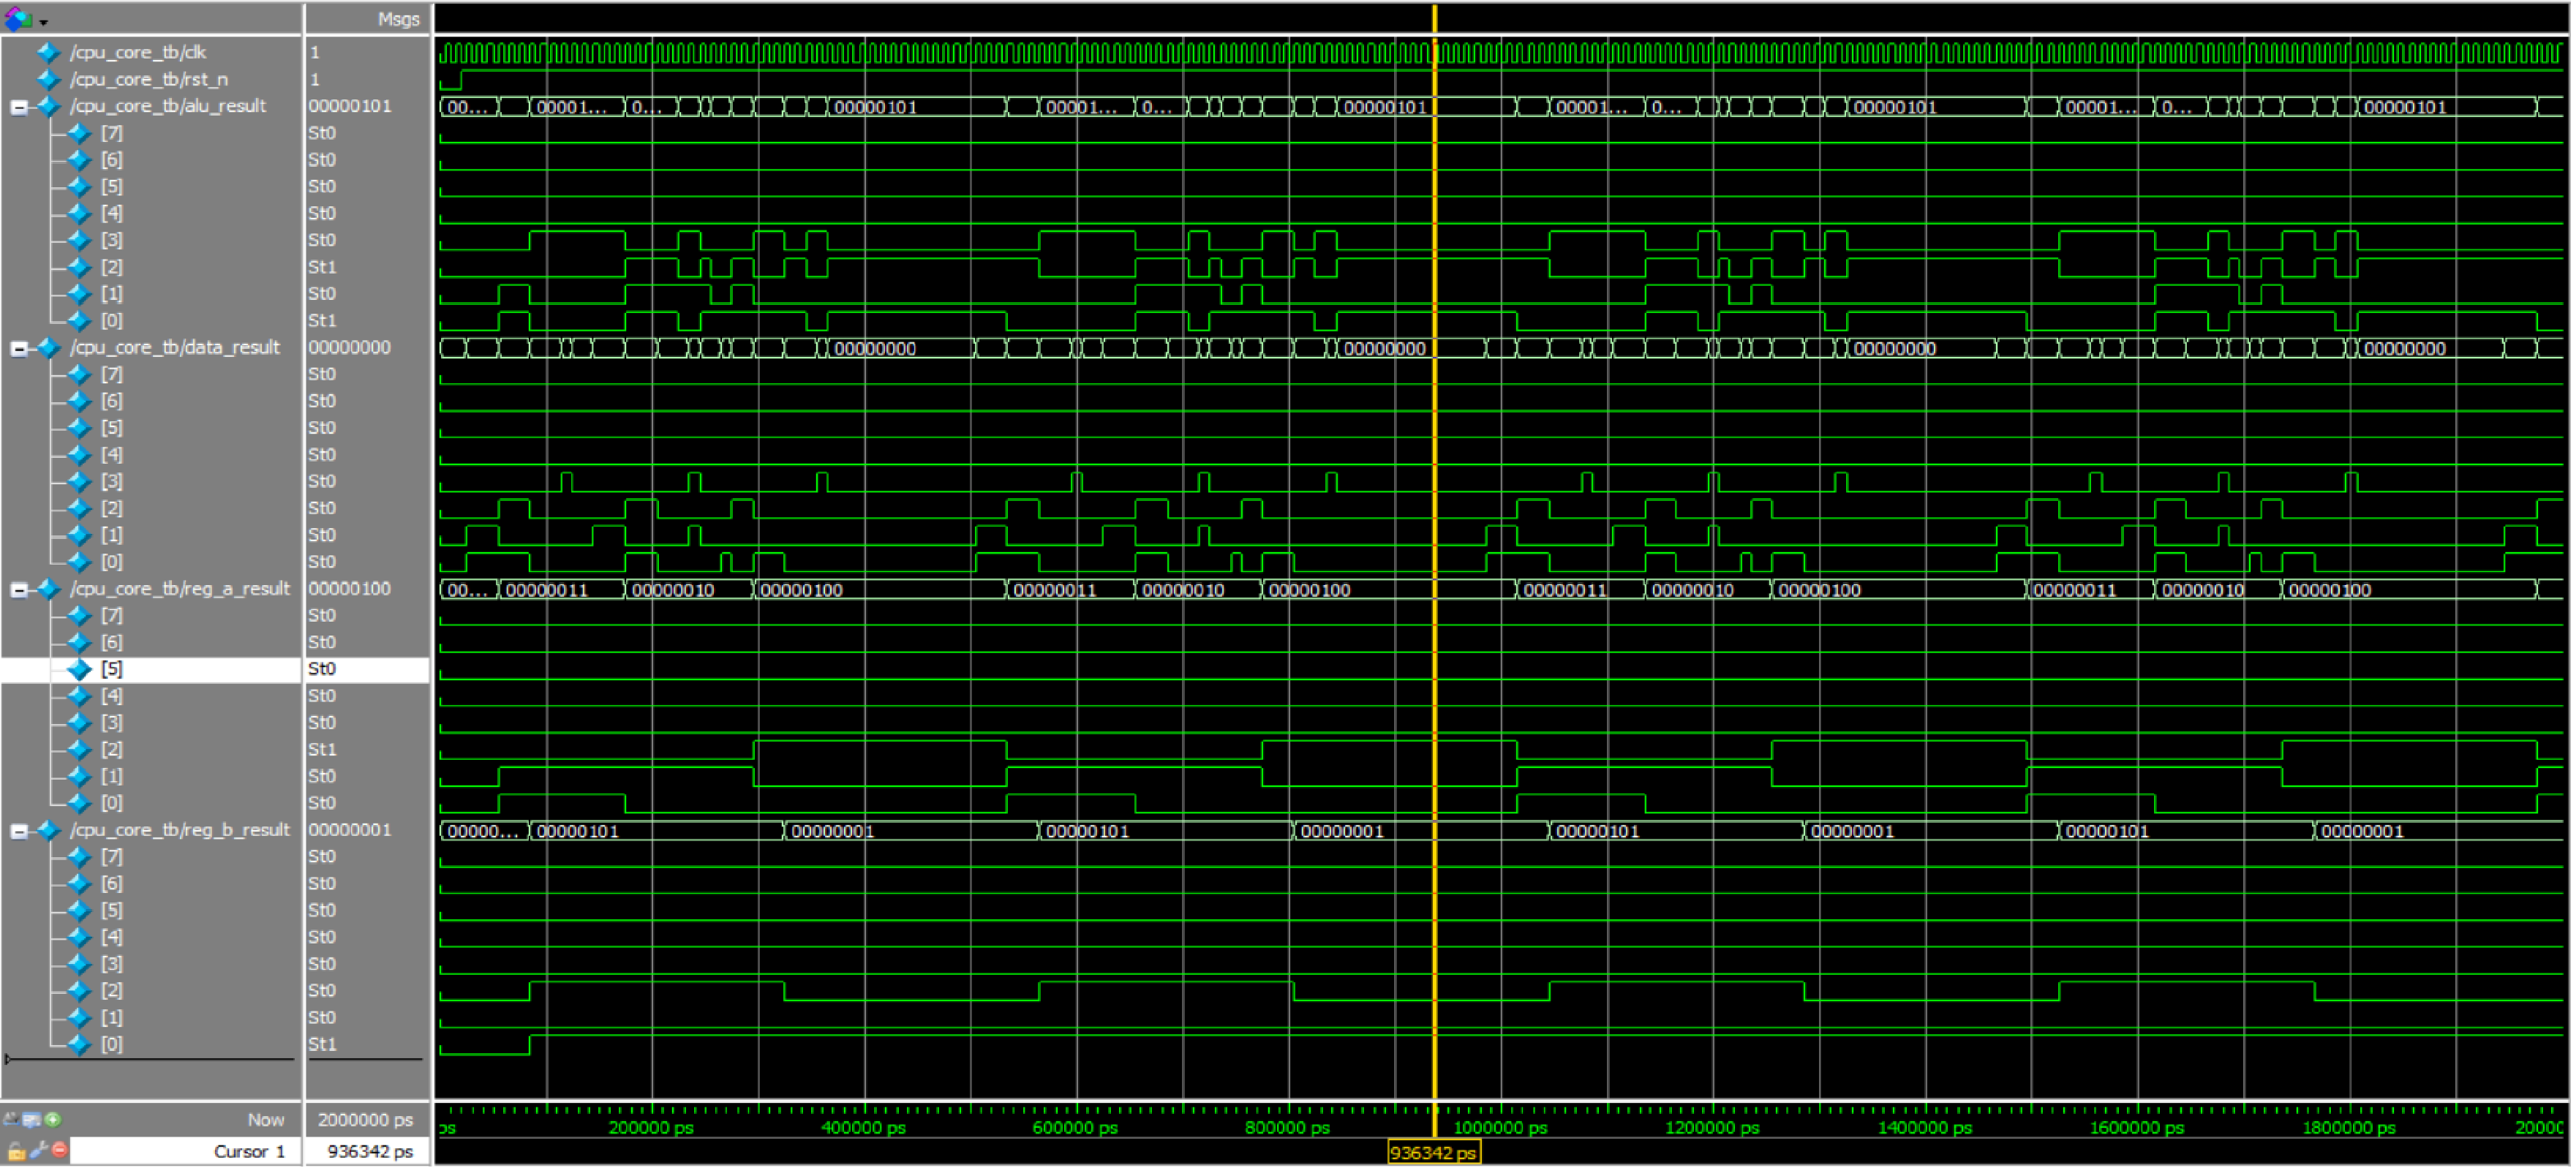 Msgs
/cpu_core_tb/clk 1
/cpu_core_tb/rst_n 1
/cpu_core_tb/alu_result 00000101 00... 00001... 0... 00000101 00001... 0... 00000101 00001... 0... 00000101 00001... 0... 00000101
[7] St0
[6] St0
[5] St0
[4] St0
[3] St0
[2] St1
[1] St0
[0] St1
/cpu_core_tb/data_result 00000000 00000000 00000000 00000000 00000000
[7] St0
[6] St0
[5] St0
[4] St0
[3] St0
[2] St0
[1] St0
[0] St0
/cpu_core_tb/reg_a_result 00000100 00... 00000011 00000010 00000100 00000011 00000010 00000100 00000011 00000010 00000100 00000011 00000010 00000100
[7] St0
[6] St0
[5] St0
[4] St0
[3] St0
[2] St1
[1] St0
[0] St0
/cpu_core_tb/reg_b_result 00000001 00000... 00000101 00000001 00000101 00000001 00000101 00000001 00000101 00000001
[7] St0
[6] St0
[5] St0
[4] St0
[3] St0
[2] St0
[1] St0
[0] St1
Now 2000000 ps ps 200000 ps 400000 ps 600000 ps 800000 ps 1000000 ps 1200000 ps 1400000 ps 1600000 ps 1800000 ps 20000
Cursor 1 936342 ps 936342 ps